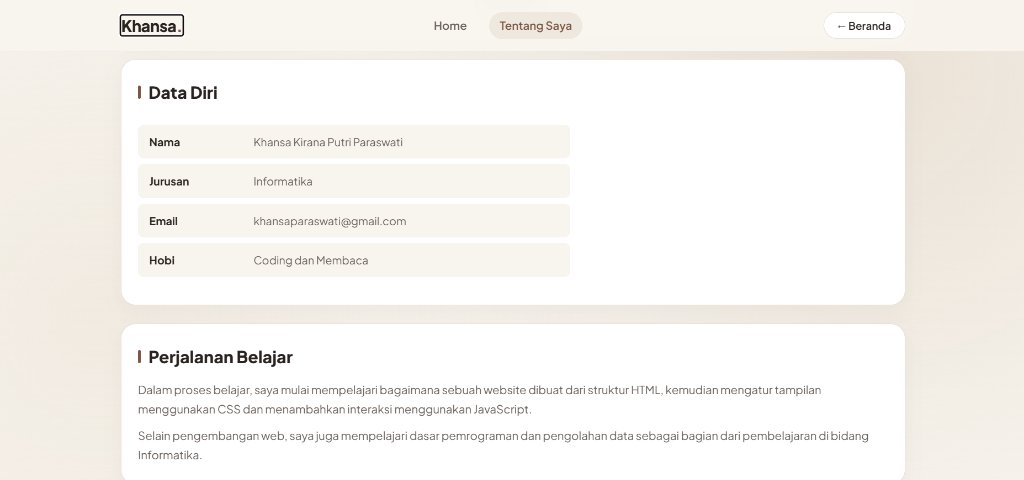 Khansa.
Home
Tentang Saya
← Beranda
Data Diri
Nama Khansa Kirana Putri Paraswati
Jurusan Informatika
Email khansaparaswati@gmail.com
Hobi Coding dan Membaca
Perjalanan Belajar
Dalam proses belajar, saya mulai mempelajari bagaimana sebuah website dibuat dari struktur HTML, kemudian mengatur tampilan
menggunakan CSS dan menambahkan interaksi menggunakan JavaScript.
Selain pengembangan web, saya juga mempelajari dasar pemrograman dan pengolahan data sebagai bagian dari pembelajaran di bidang
Informatika.